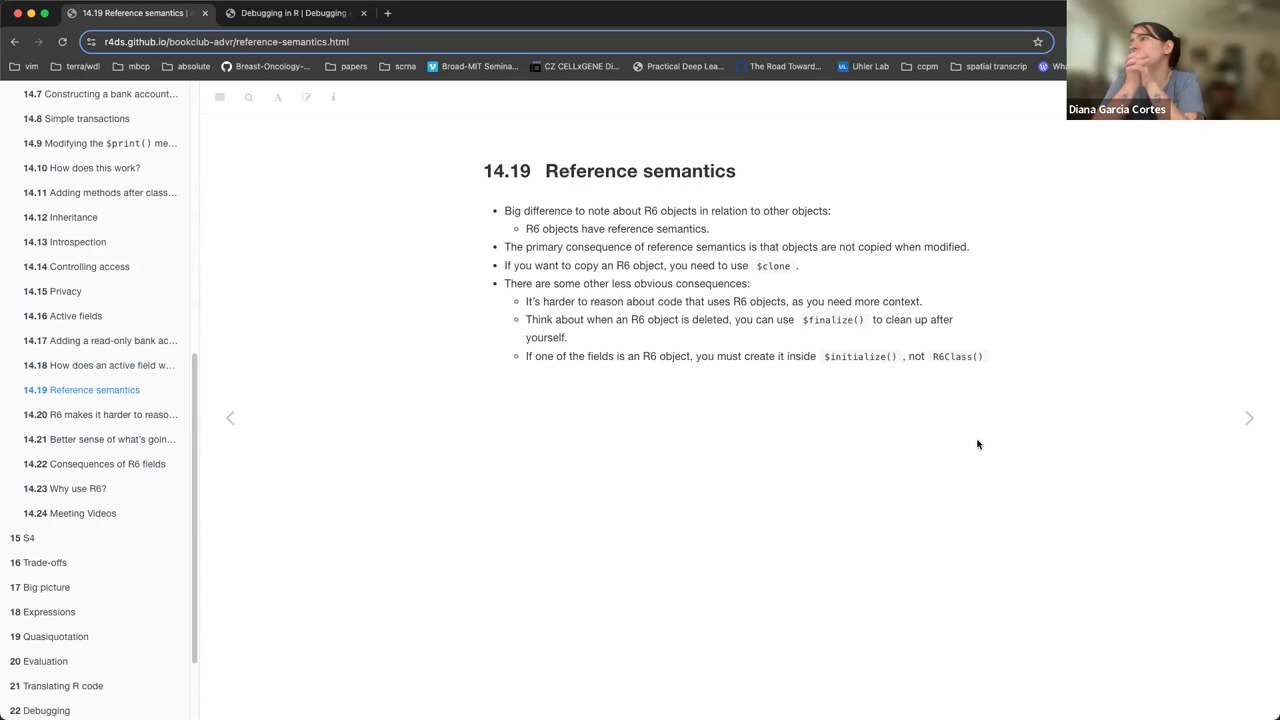 14.19 Reference semantics |
Debugging in R | Debugging
r4ds.github.io/bookclub-advr/reference-semantics.html
vim
terra/wdl
mbcp
absolute
Breast-Oncology-...
papers
scrna
Broad-MIT Semina...
CZ CELLxGENE Di...
Practical Deep Lea...
The Road Toward...
Uhler Lab
ccpm
spatial transcrip
Diana Garcia Cortes
14.7 Constructing a bank account...
14.8 Simple transactions
14.9 Modifying the $print() me...
14.10 How does this work?
14.11 Adding methods after class...
14.12 Inheritance
14.13 Introspection
14.14 Controlling access
14.15 Privacy
14.16 Active fields
14.17 Adding a read-only bank ac...
14.18 How does an active field w...
14.19 Reference semantics
14.20 R6 makes it harder to reaso...
14.21 Better sense of what's goin...
14.22 Consequences of R6 fields
14.23 Why use R6?
14.24 Meeting Videos
15 S4
16 Trade-offs
17 Big picture
18 Expressions
19 Quasiquotation
20 Evaluation
21 Translating R code
22 Debugging
14.19 Reference semantics
• Big difference to note about R6 objects in relation to other objects:
R6 objects have reference semantics.
• The primary consequence of reference semantics is that objects are not copied when modified.
• If you want to copy an R6 object, you need to use $clone .
• There are some other less obvious consequences:
It's harder to reason about code that uses R6 objects, as you need more context.
Think about when an R6 object is deleted, you can use $finalize() to clean up after
yourself.
If one of the fields is an R6 object, you must create it inside $initialize() , not R6Class()